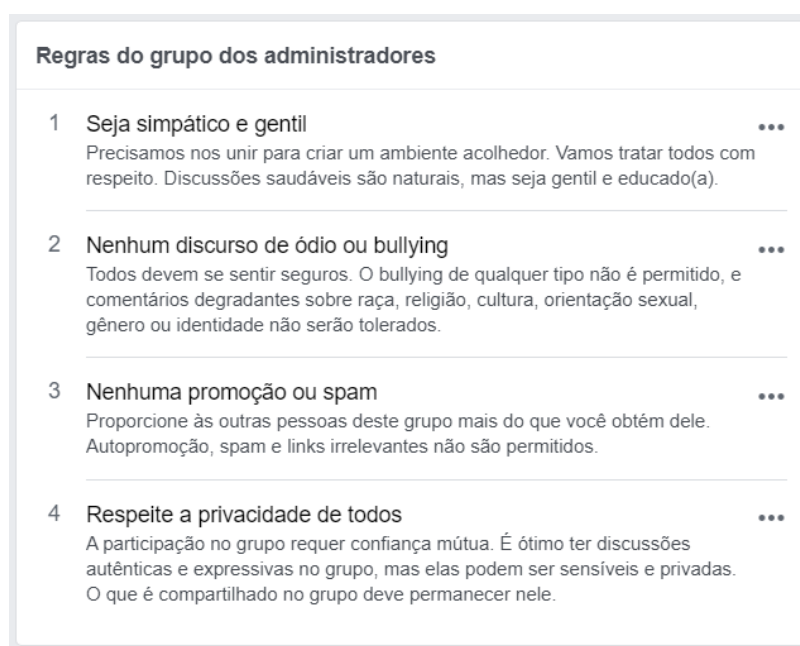 Regras do grupo dos administradores
1 Seja simpático e gentil
Precisamos nos unir para criar um ambiente acolhedor. Vamos tratar todos com
respeito. Discussões saudáveis são naturais, mas seja gentil e educado(a).
2 Nenhum discurso de ódio ou bullying
Todos devem se sentir seguros. O bullying de qualquer tipo não é permitido, e
comentários degradantes sobre raça, religião, cultura, orientação sexual,
gênero ou identidade não serão tolerados.
3 Nenhuma promoção ou spam
Proporcione às outras pessoas deste grupo mais do que você obtém dele.
Autopromoção, spam e links irrelevantes não são permitidos.
4 Respeite a privacidade de todos
A participação no grupo requer confiança mútua. É ótimo ter discussões
autênticas e expressivas no grupo, mas elas podem ser sensíveis e privadas.
O que é compartilhado no grupo deve permanecer nele.